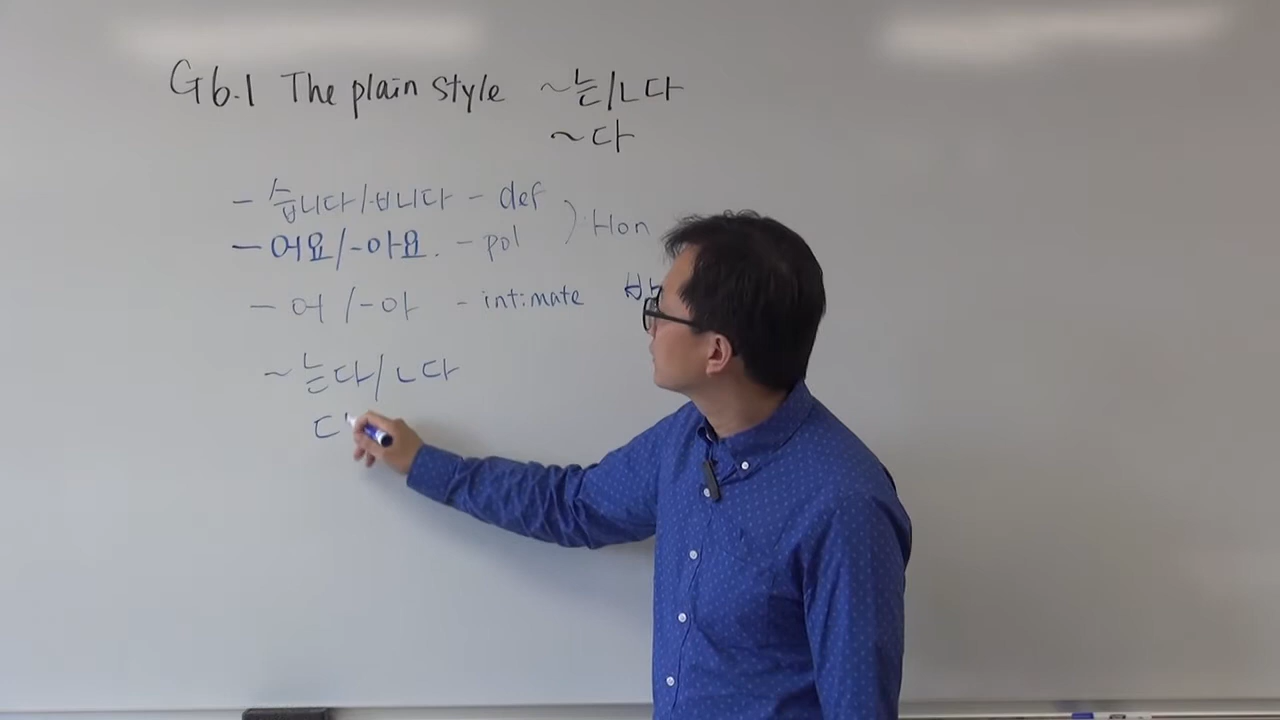 G6.1 The plain style ~는/ㄴ다
~다
- 습니다/ㅂ니다 - def
- 어요/-아요. - pol ) Hon
- 어 /-아 - intimate
~ 는다/ㄴ다